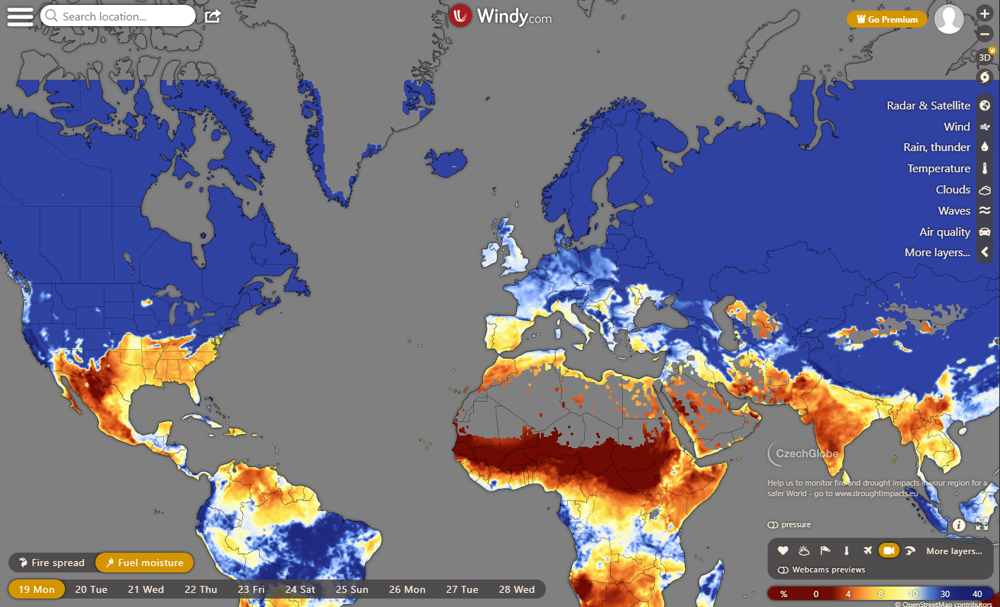 Search location...
Windy.com
Go Premium
3D
Radar & Satellite
Wind
Rain, thunder
Temperature
Clouds
Waves
Air quality
More layers...
CzechGlobe
Help us to monitor fire and drought impacts in your region for a
safer World - go to www.droughtimpacts.eu
pressure
More layers...
Webcams previews
Fire spread
Fuel moisture
19 Mon 20 Tue 21 Wed 22 Thu 23 Fri 24 Sat 25 Sun 26 Mon 27 Tue 28 Wed
% 0 4 8 10 30 40
© OpenStreetMap contributors